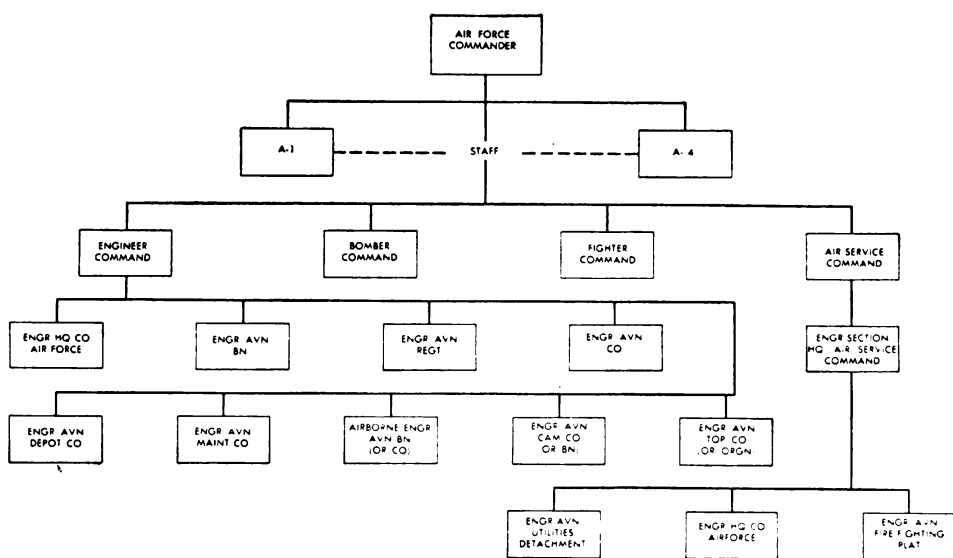 AIR FORCE
COMMANDER
A-1
STAFF
A-4
ENGINEER
COMMAND
BOMBER
COMMAND
FIGHTER
COMMAND
AIR SERVICE
COMMAND
ENGR HQ CO
AIR FORCE
ENGR AVN
BN
ENGR AVN
REGT
ENGR AVN
CO
ENGR SECTION
HQ AIR SERVICE
COMMAND
ENGR AVN
DEPOT CO
ENGR AVN
MAINT CO
AIRBORNE ENGR
AVN BN
(OR CO)
ENGR AVN
CAM CO
(OR BN)
ENGR AVN
TOP CO
(OR ORGN)
ENGR AVN
UTILITIES
DETACHMENT
ENGR HQ CO
AIRFORCE
ENGR AVN
FIRE FIGHTING
PLAT